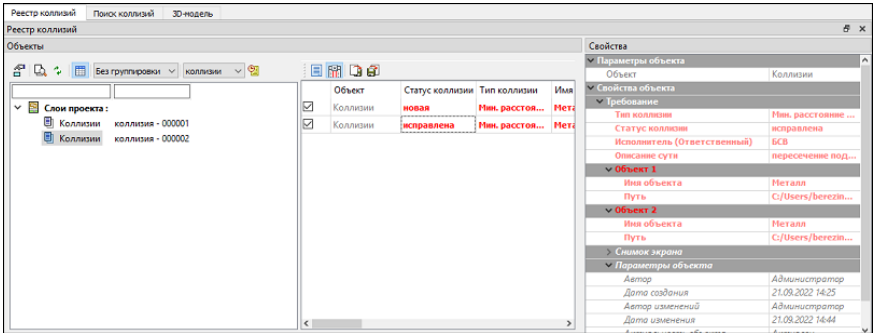 Реестр коллизий Поиск коллизий 3D-модель
Реестр коллизий
Объекты
Без группировки коллизии
Слои проекта :
Коллизии коллизия - 000001
Коллизии коллизия - 000002
Объект Статус коллизии Тип коллизии Имя
Коллизии новая Мин. расстоя... Мета
Коллизии исправлена Мин. расстоя... Мета
Свойства
Параметры объекта
Объект Коллизии
Свойства объекта
Требование
Тип коллизии Мин. расстояние ...
Статус коллизии исправлена
Исполнитель (Ответственный) БСВ
Описание сути пересечение под...
Объект 1
Имя объекта Металл
Путь C:/Users/berezin...
Объект 2
Имя объекта Металл
Путь C:/Users/berezin...
Снимок экрана
Параметры объекта
Автор Администратор
Дата создания 21.09.2022 14:25
Автор изменений Администратор
Дата изменения 21.09.2022 14:44